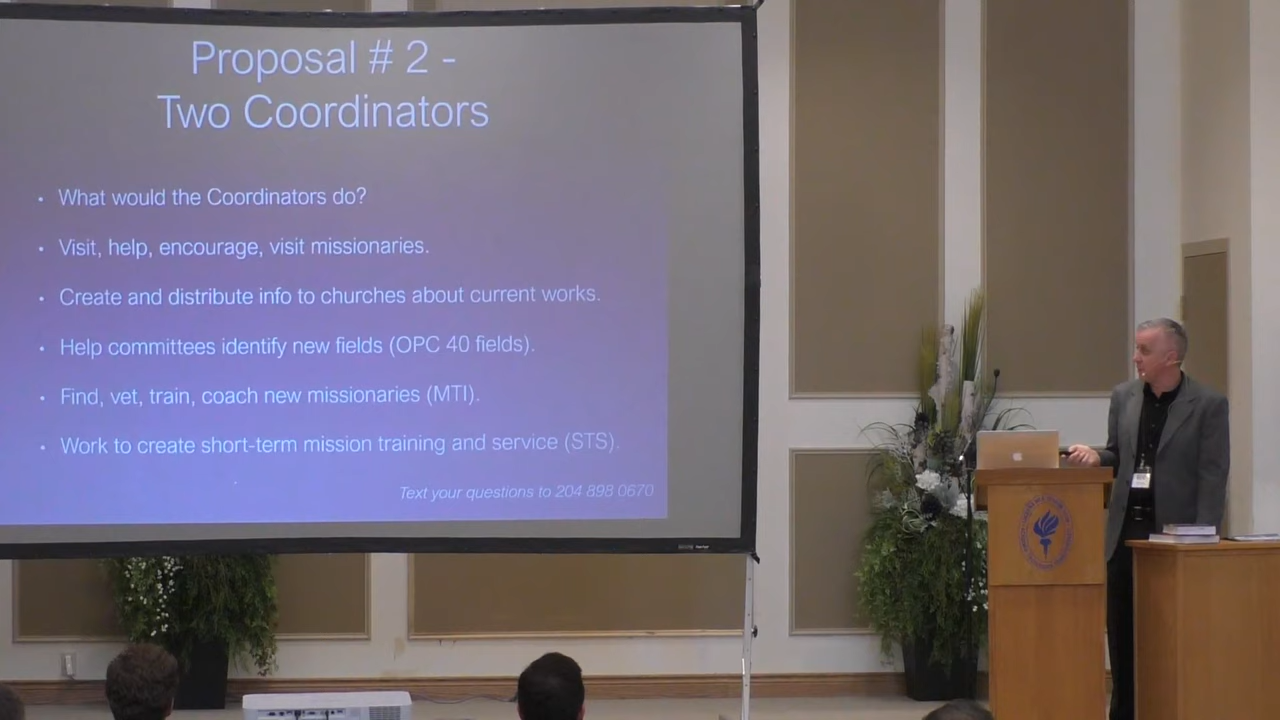 Proposal # 2 -
Two Coordinators
• What would the Coordinators do?
• Visit, help, encourage, visit missionaries.
• Create and distribute info to churches about current works.
• Help committees identify new fields (OPC 40 fields).
• Find, vet, train, coach new missionaries (MTI).
• Work to create short-term mission training and service (STS).
Text your questions to 204 898 0670